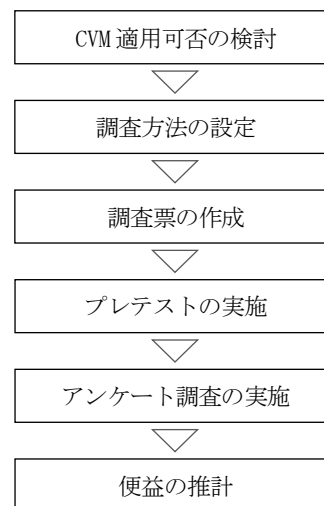 CVM適用可否の検討
調査方法の設定
調査票の作成
プレテストの実施
アンケート調査の実施
便益の推計